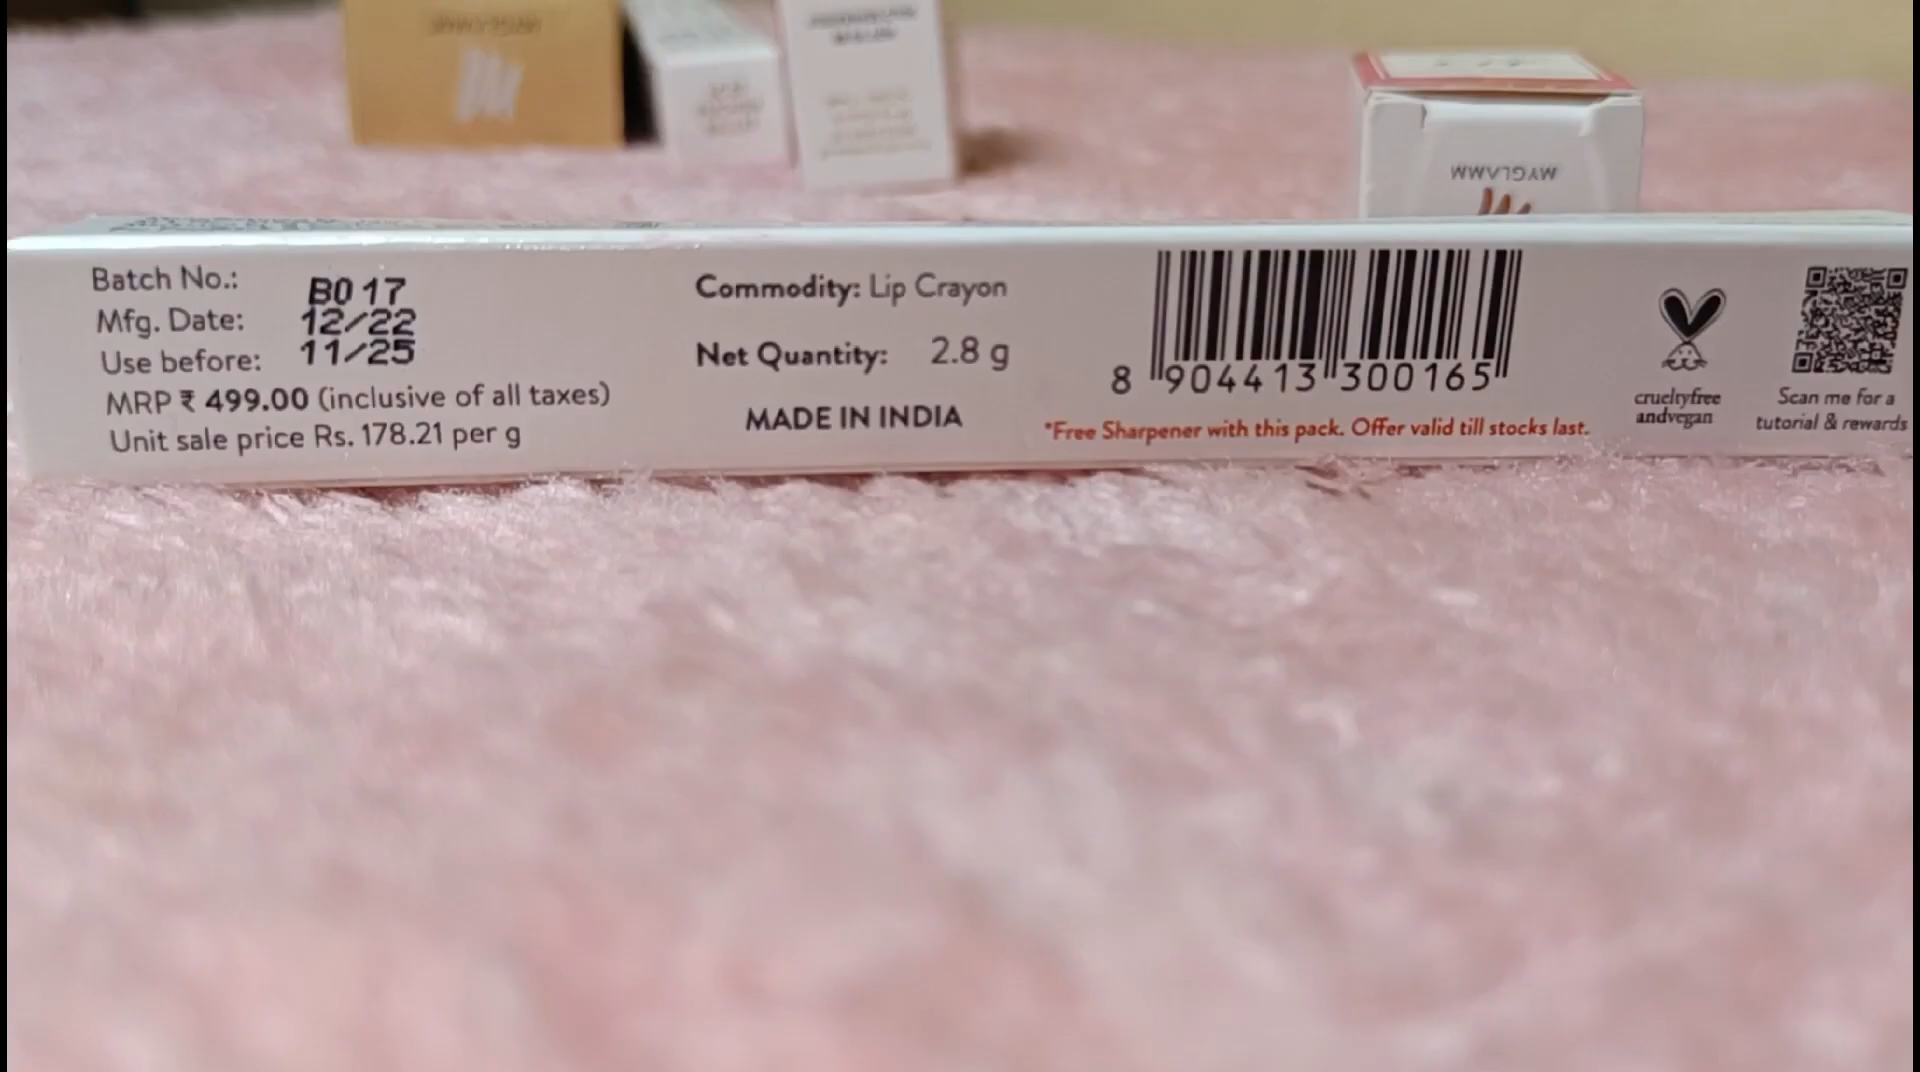 MYGLAMM
Batch No.: B017
Mfg. Date: 12/22
Use before: 11/25
MRP ₹ 499.00 (inclusive of all taxes)
Unit sale price Rs. 178.21 per g
Commodity: Lip Crayon
Net Quantity: 2.8 g
MADE IN INDIA
8 904413 300165
*Free Sharpener with this pack. Offer valid till stocks last.
crueltyfree
andvegan
Scan me for a
tutorial & rewards